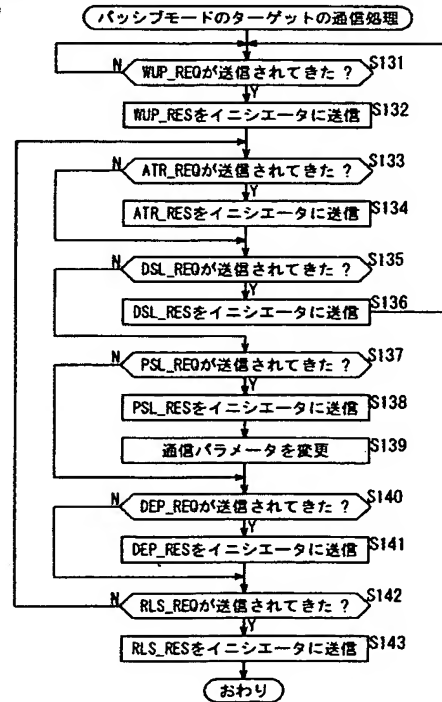 パッシブモードのターゲットの通信処理
N
WUP_REQが送信されてきた ?
S131
Y
WUP_RESをイニシエータに送信
S132
N
ATR_REQが送信されてきた ?
S133
Y
ATR_RESをイニシエータに送信
S134
N
DSL_REQが送信されてきた ?
S135
Y
DSL_RESをイニシエータに送信
S136
N
PSL_REQが送信されてきた ?
S137
Y
PSL_RESをイニシエータに送信
S138
通信パラメータを変更
S139
N
DEP_REQが送信されてきた ?
S140
Y
DEP_RESをイニシエータに送信
S141
N
RLS_REQが送信されてきた ?
S142
Y
RLS_RESをイニシエータに送信
S143
おわり